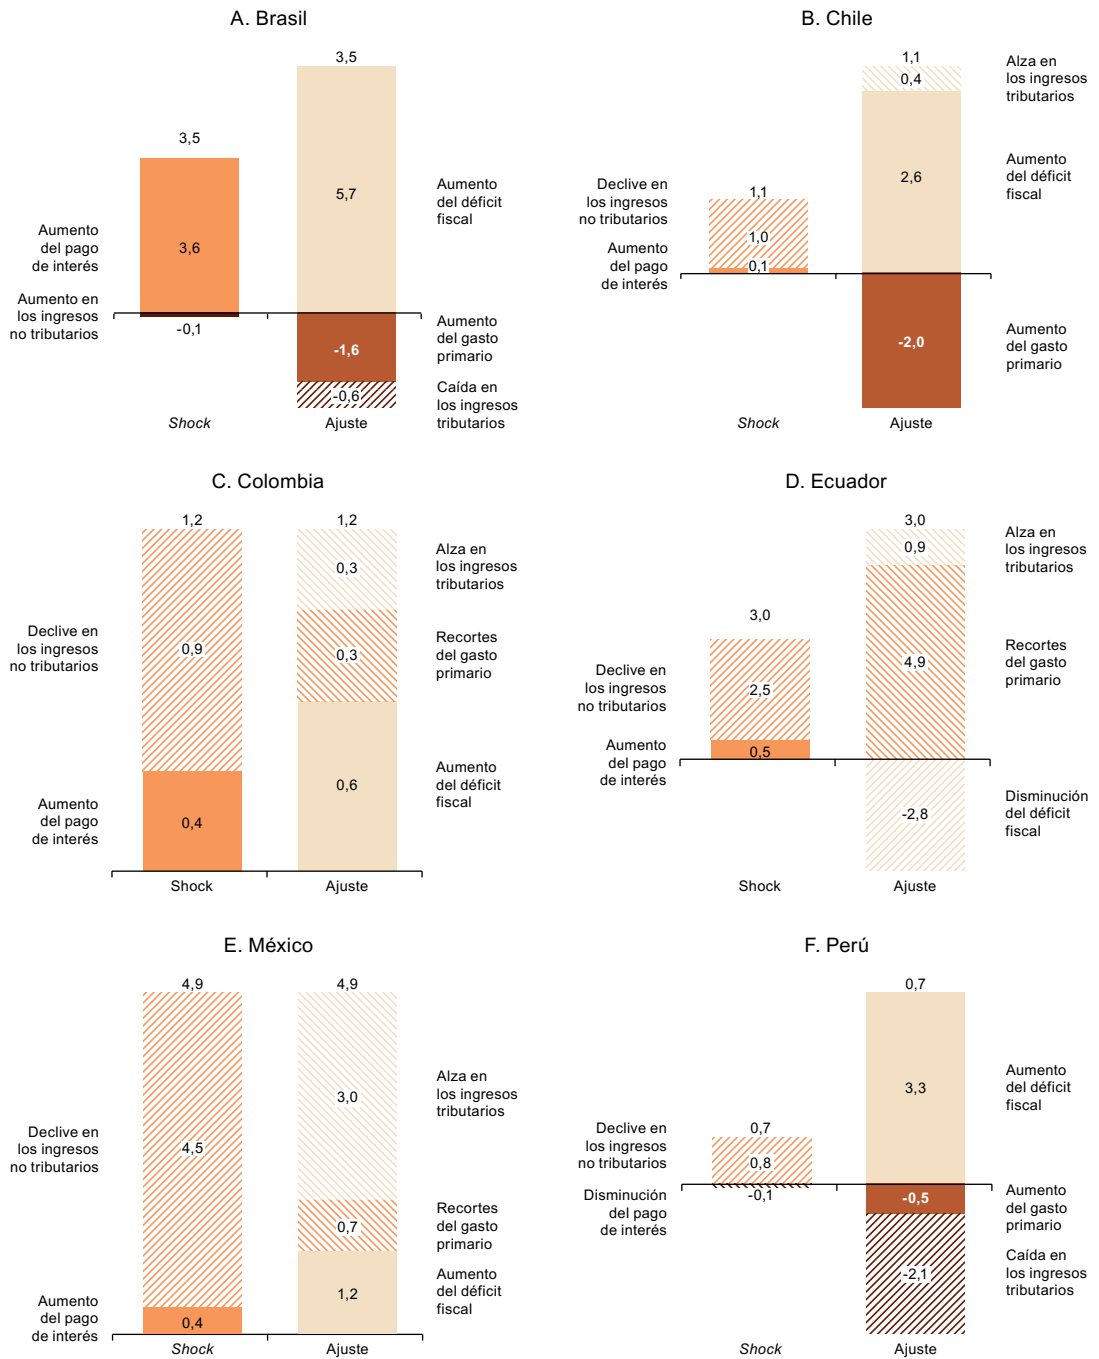 A. Brasil
3,5
3,5
5,7
3,6
-0,1
-1,6
-0,6
Aumento
del pago
de interés
Aumento en
los ingresos
no tributarios
Aumento
del déficit
fiscal
Aumento
del gasto
primario
Caída en
los ingresos
tributarios
Shock
Ajuste
B. Chile
1,1
0,4
2,6
1,1
1,0
0,1
-2,0
Declive en
los ingresos
no tributarios
Aumento
del pago
de interés
Alza en
los ingresos
tributarios
Aumento
del déficit
fiscal
Aumento
del gasto
primario
Shock
Ajuste
C. Colombia
1,2
1,2
0,3
0,9
0,3
0,6
0,4
Declive en
los ingresos
no tributarios
Aumento
del pago
de interés
Alza en
los ingresos
tributarios
Recortes
del gasto
primario
Aumento
del déficit
fiscal
Shock
Ajuste
D. Ecuador
3,0
0,9
3,0
4,9
2,5
0,5
-2,8
Declive en
los ingresos
no tributarios
Aumento
del pago
de interés
Alza en
los ingresos
tributarios
Recortes
del gasto
primario
Disminución
del déficit
fiscal
Shock
Ajuste
E. México
4,9
4,9
3,0
4,5
0,7
1,2
0,4
Declive en
los ingresos
no tributarios
Aumento
del pago
de interés
Alza en
los ingresos
tributarios
Recortes
del gasto
primario
Aumento
del déficit
fiscal
Shock
Ajuste
F. Perú
0,7
3,3
0,7
0,8
-0,1
-0,5
-2,1
Declive en
los ingresos
no tributarios
Disminución
del pago
de interés
Aumento
del déficit
fiscal
Aumento
del gasto
primario
Caída en
los ingresos
tributarios
Shock
Ajuste